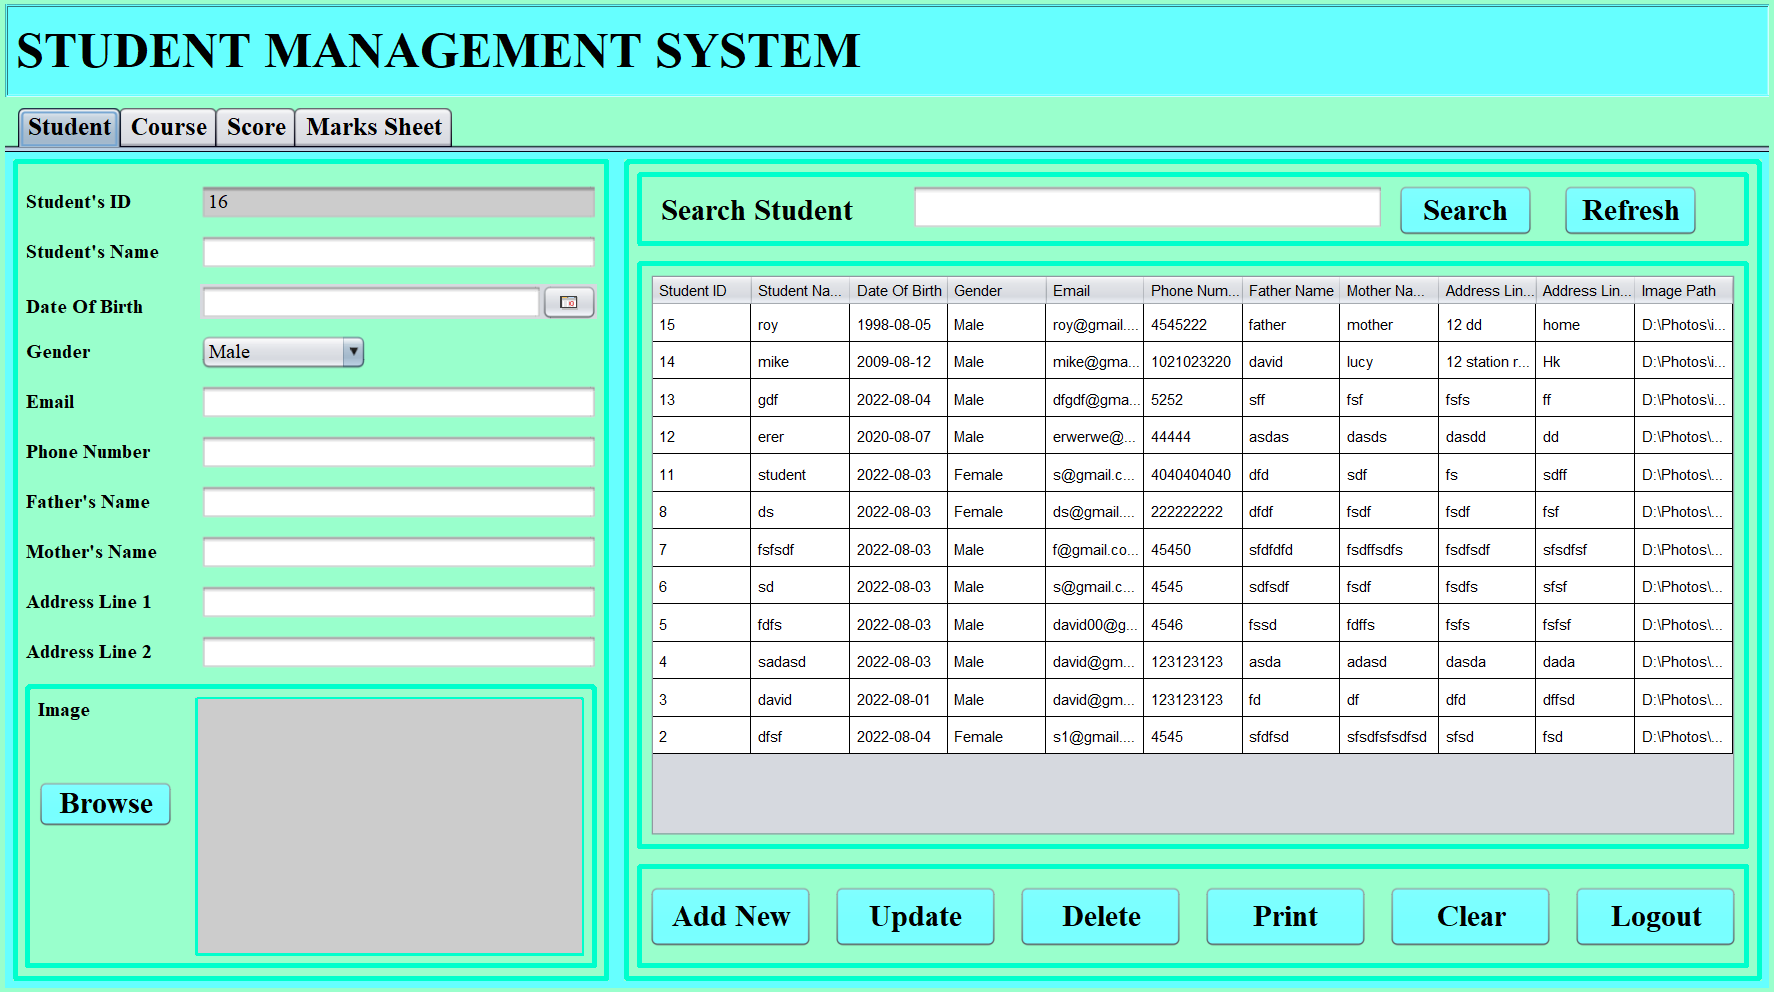 STUDENT MANAGEMENT SYSTEM
Student Course Score Marks Sheet
Student's ID 16
Student's Name
Date Of Birth
Gender Male
Email
Phone Number
Father's Name
Mother's Name
Address Line 1
Address Line 2
Image
Browse
Search Student Search Refresh
Student ID Student Na... Date Of Birth Gender Email Phone Num... Father Name Mother Na... Address Lin... Address Lin... Image Path
15 roy 1998-08-05 Male roy@gmail.... 4545222 father mother 12 dd home D:\Photos\i...
14 mike 2009-08-12 Male mike@gma... 1021023220 david lucy 12 station r... Hk D:\Photos\i...
13 gdf 2022-08-04 Male dfgdf@gma... 5252 sff fsf fsfs ff D:\Photos\i...
12 erer 2020-08-07 Male erwerwe@... 44444 asdas dasds dasdd dd D:\Photos\...
11 student 2022-08-03 Female s@gmail.c... 4040404040 dfd sdf fs sdff D:\Photos\...
8 ds 2022-08-03 Female ds@gmail.... 222222222 dfdf fsdf fsdf fsf D:\Photos\...
7 fsfsdf 2022-08-03 Male f@gmail.co... 45450 sfdfdfd fsdffsdfs fsdfsdf sfsdfsf D:\Photos\...
6 sd 2022-08-03 Male s@gmail.c... 4545 sdfsdf fsdf fsdfs sfsf D:\Photos\...
5 fdfs 2022-08-03 Male david00@g... 4546 fssd fdffs fsfs fsfsf D:\Photos\...
4 sadasd 2022-08-03 Male david@gm... 123123123 asda adasd dasda dada D:\Photos\...
3 david 2022-08-01 Male david@gm... 123123123 fd df dfd dffsd D:\Photos\...
2 dfsf 2022-08-04 Female s1@gmail.... 4545 sfdfsd sfsdfsfsdfsd sfsd fsd D:\Photos\...
Add New Update Delete Print Clear Logout